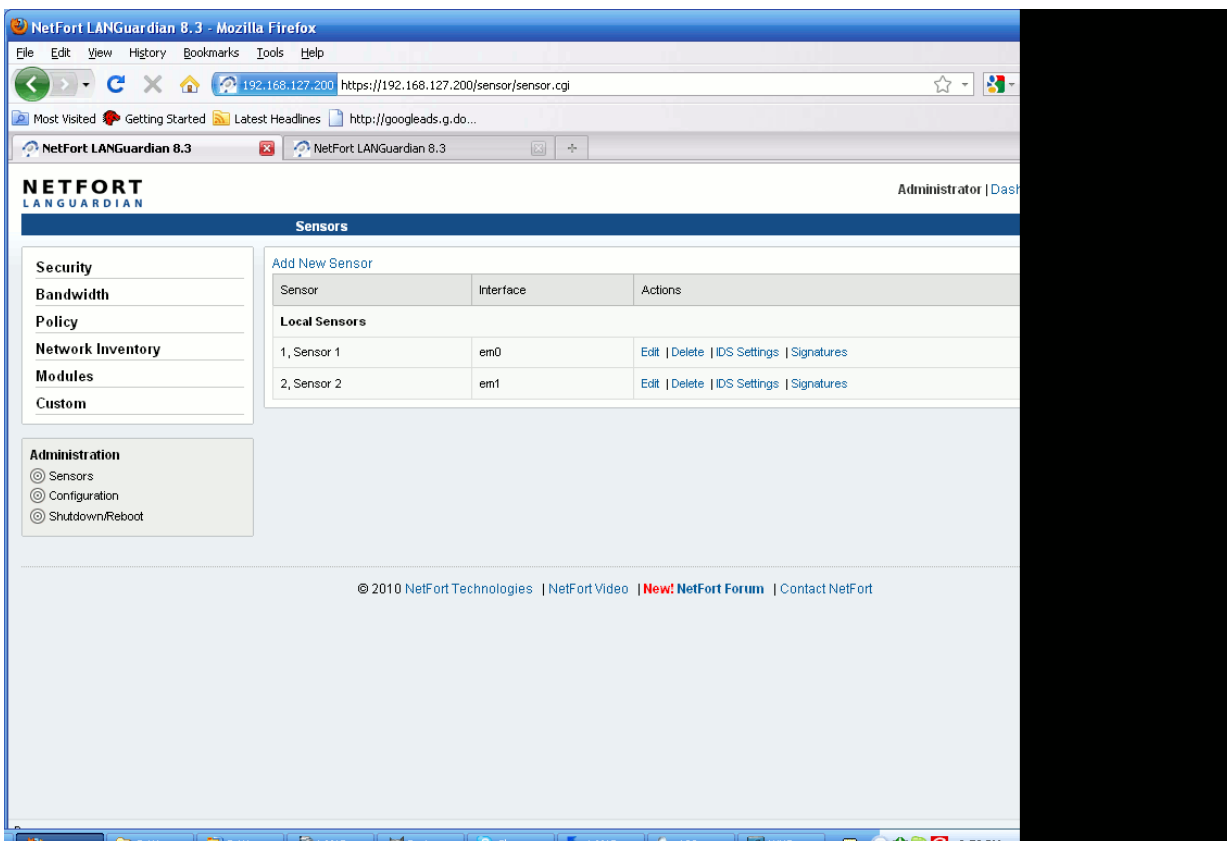 NetFort LANGuardian 8.3 - Mozilla Firefox
File Edit View History Bookmarks Tools Help
192.168.127.200 https://192.168.127.200/sensor/sensor.cgi
Most Visited Getting Started Latest Headlines http://googleads.g.do...
NetFort LANGuardian 8.3 NetFort LANGuardian 8.3
NETFORT
LANGUARDIAN
Administrator | Dash
Sensors
Security
Bandwidth
Policy
Network Inventory
Modules
Custom
Administration
Sensors
Configuration
Shutdown/Reboot
Add New Sensor
Sensor Interface Actions
Local Sensors
1, Sensor 1 em0 Edit | Delete | IDS Settings | Signatures
2, Sensor 2 em1 Edit | Delete | IDS Settings | Signatures
© 2010 NetFort Technologies | NetFort Video | New! NetFort Forum | Contact NetFort